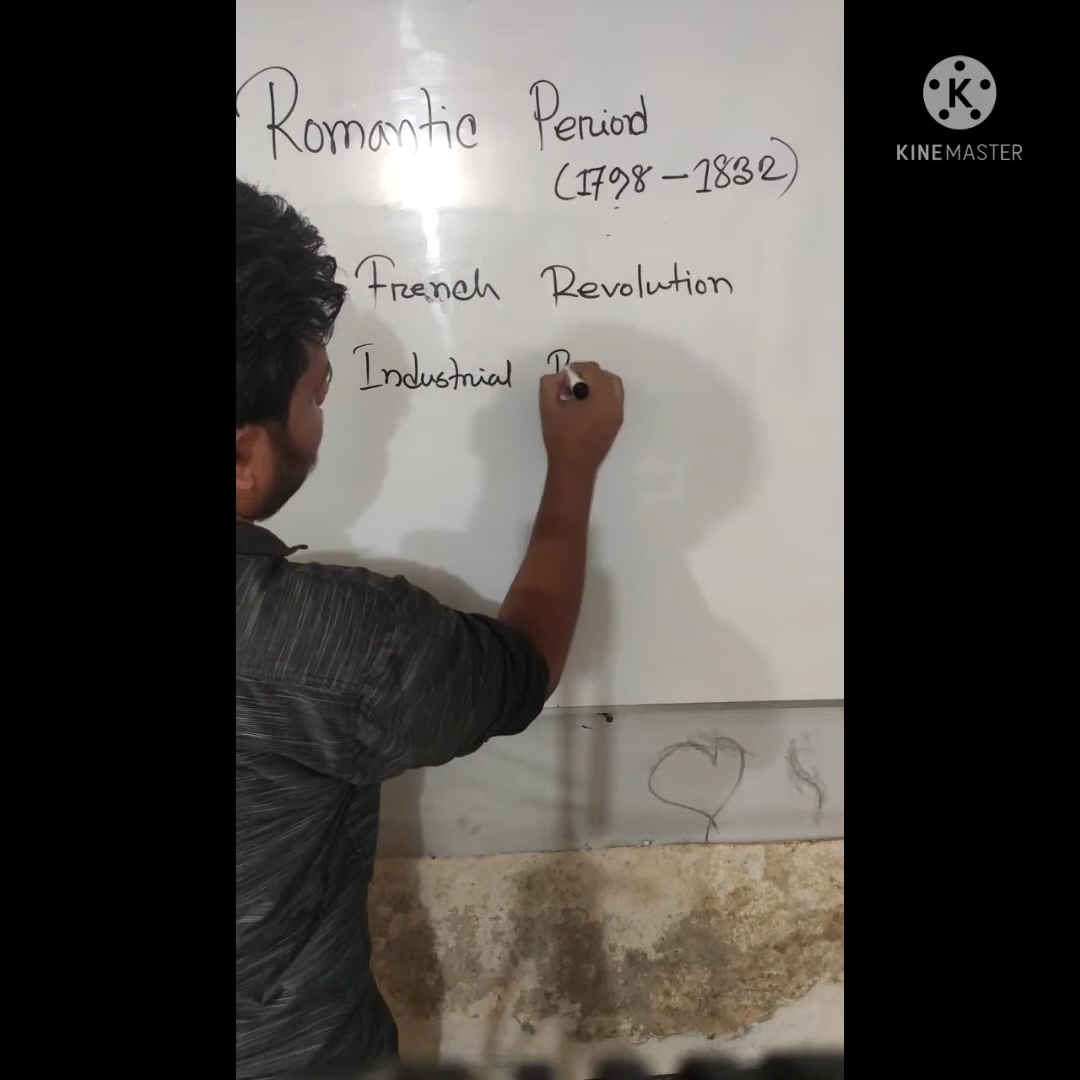 Romantic Period
(1798 - 1832)
French Revolution
Industrial R
K
KINEMASTER